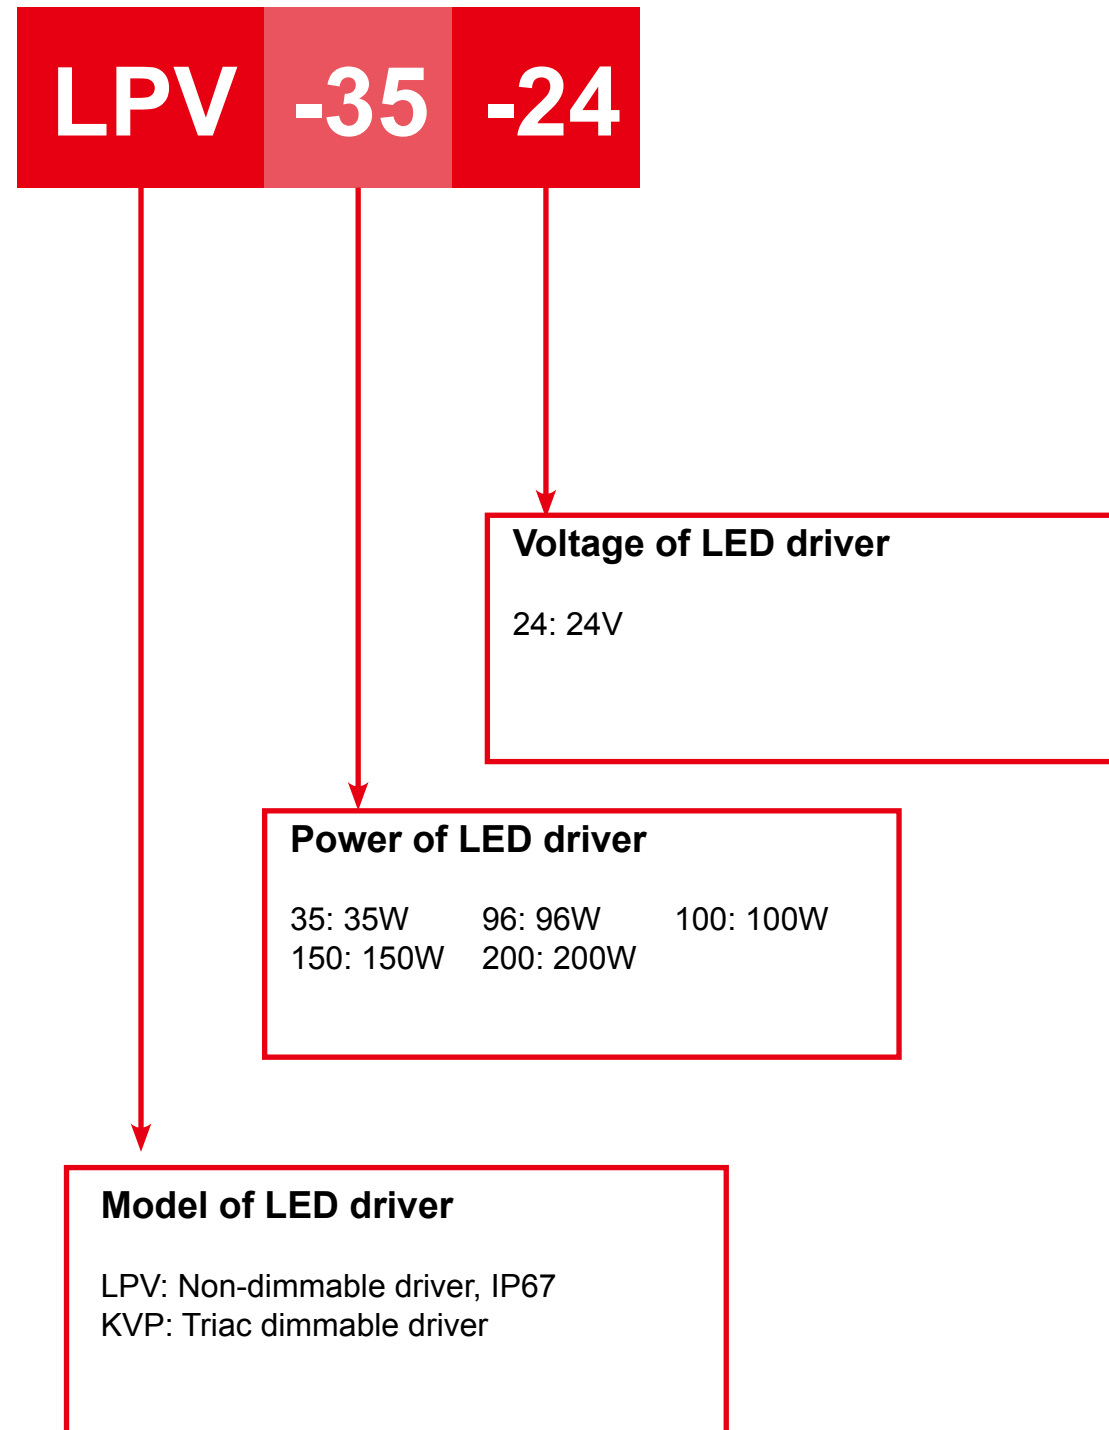 LPV -35 -24
Voltage of LED driver
24: 24V
Power of LED driver
35: 35W 96: 96W 100: 100W
150: 150W 200: 200W
Model of LED driver
LPV: Non-dimmable driver, IP67
KVP: Triac dimmable driver